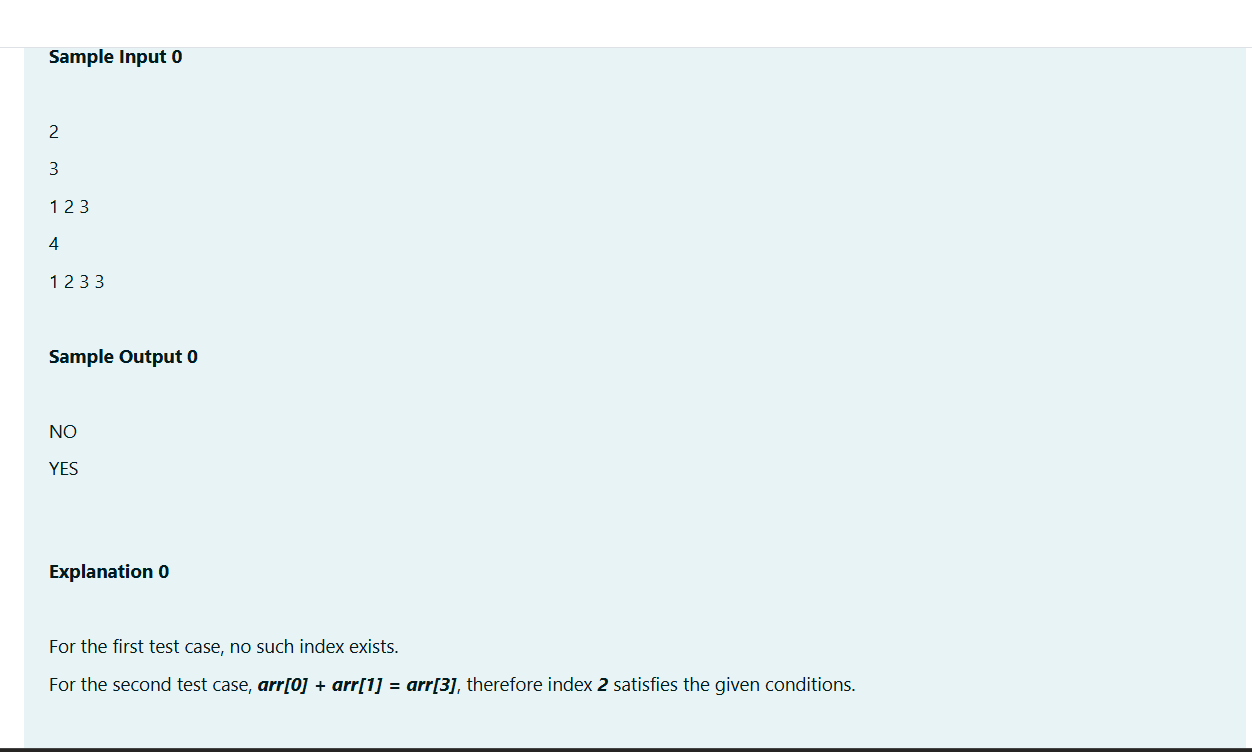 Sample Input 0
2
3
1 2 3
4
1 2 3 3
Sample Output 0
NO
YES
Explanation 0
For the first test case, no such index exists.
For the second test case, arr[0] + arr[1] = arr[3], therefore index 2 satisfies the given conditions.